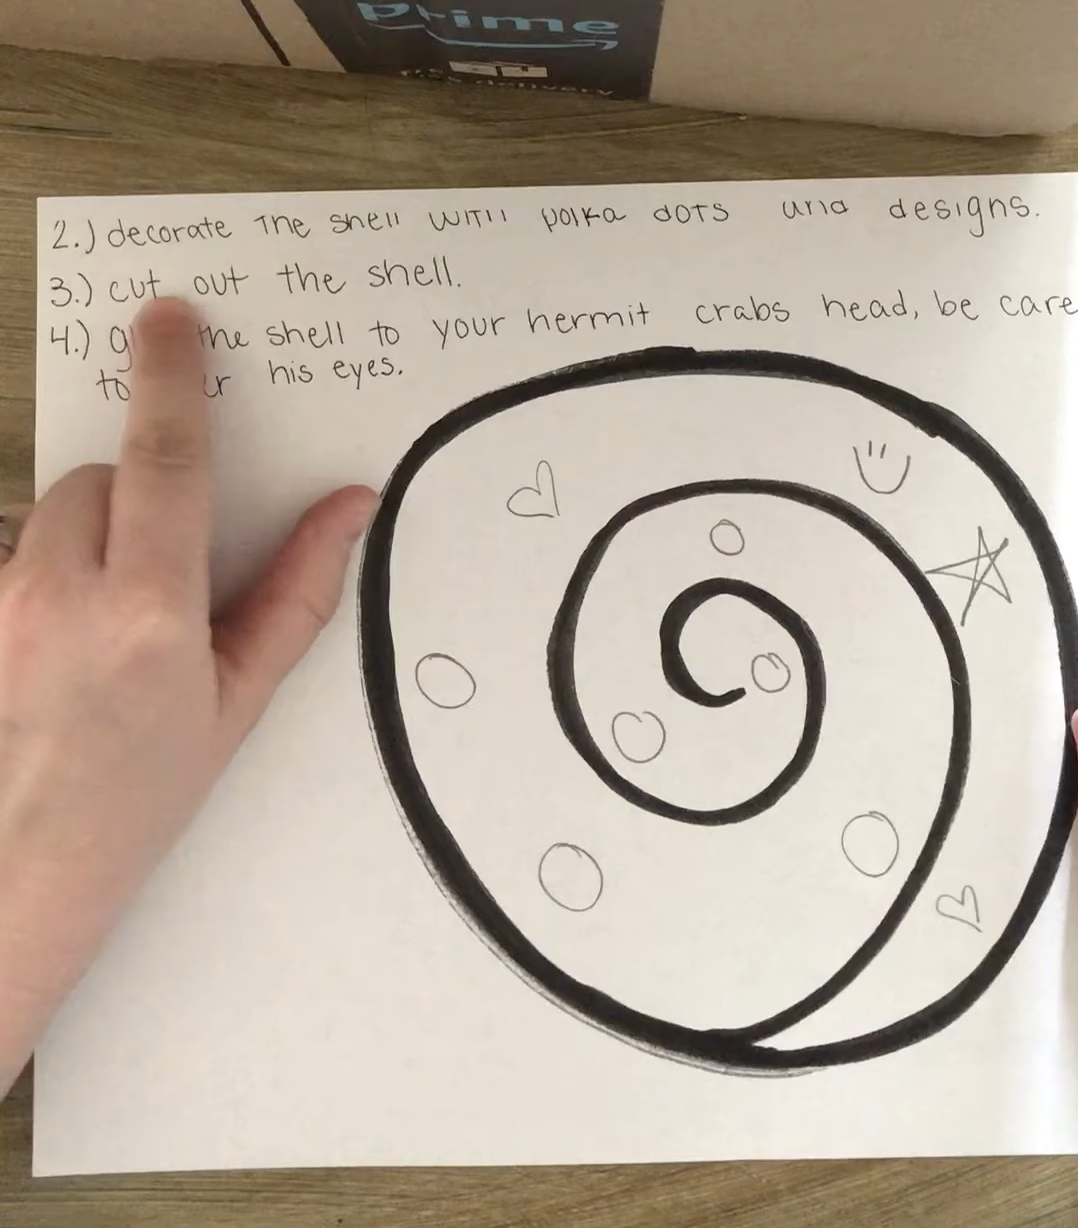 prime
delivery
2.) decorate the shell with polka dots and designs.
3.) cut out the shell.
4.) the shell to your hermit crabs head, be care
his eyes.